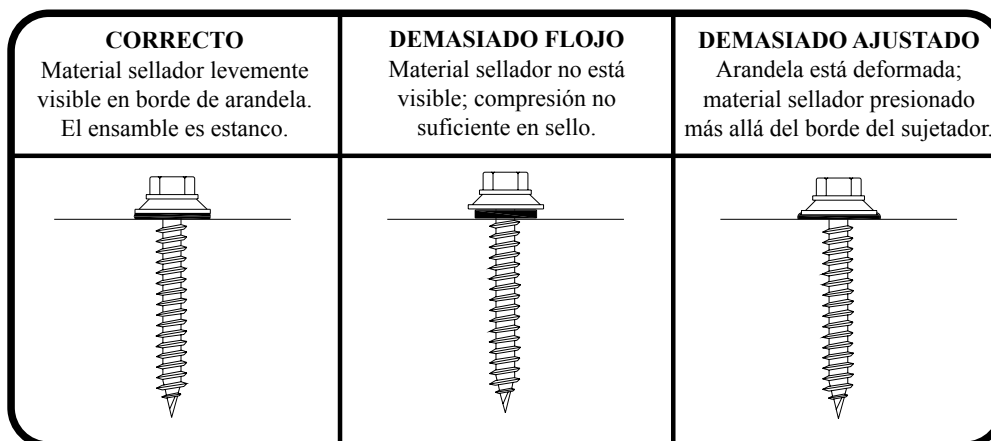 CORRECTO
Material sellador levemente
visible en borde de arandela.
El ensamble es estanco.
DEMASIADO FLOJO
Material sellador no está
visible; compresión no
suficiente en sello.
DEMASIADO AJUSTADO
Arandela está deformada;
material sellador presionado
más allá del borde del sujetador.